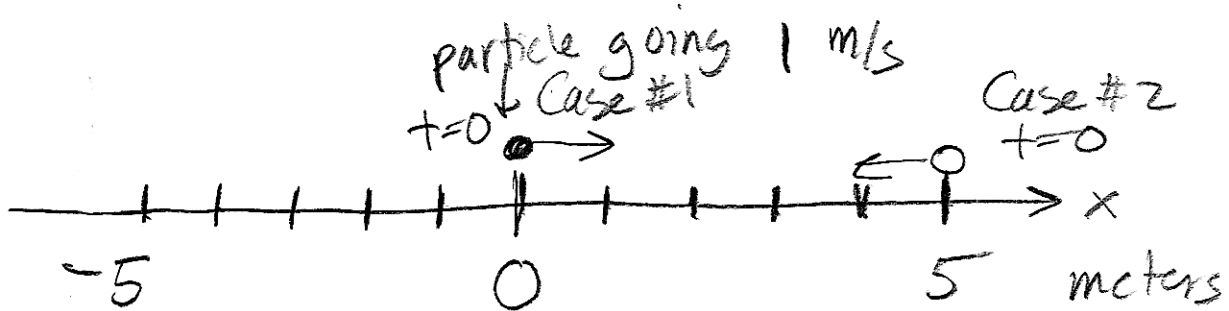 particle going 1 m/s
Case #1
t=0
Case #2
t=0
x
-5 0 5 meters